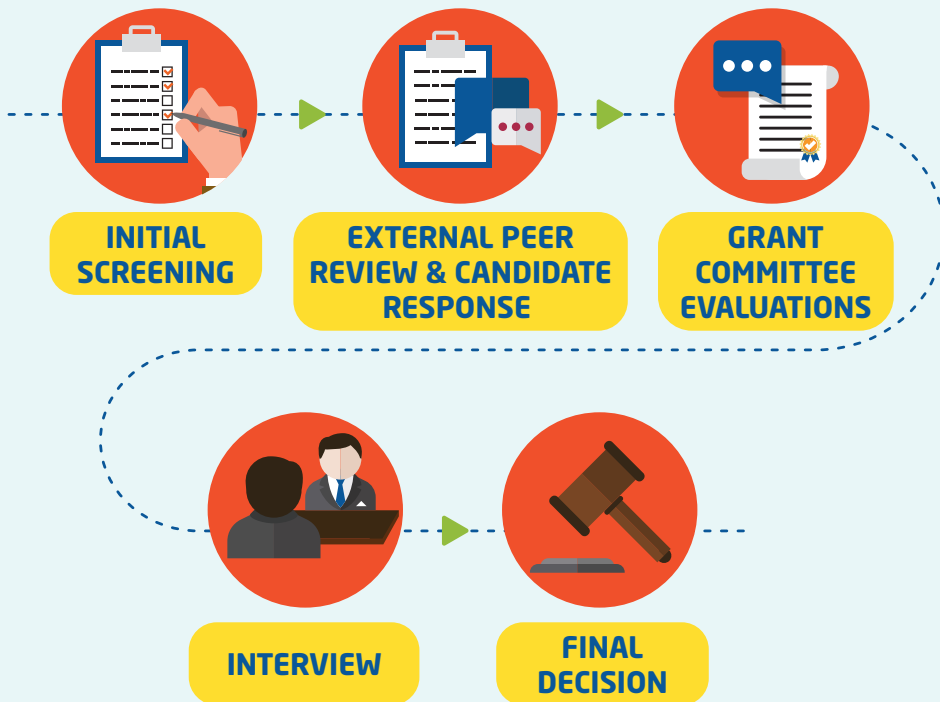 INITIAL
SCREENING
EXTERNAL PEER
REVIEW & CANDIDATE
RESPONSE
GRANT
COMMITTEE
EVALUATIONS
INTERVIEW
FINAL
DECISION